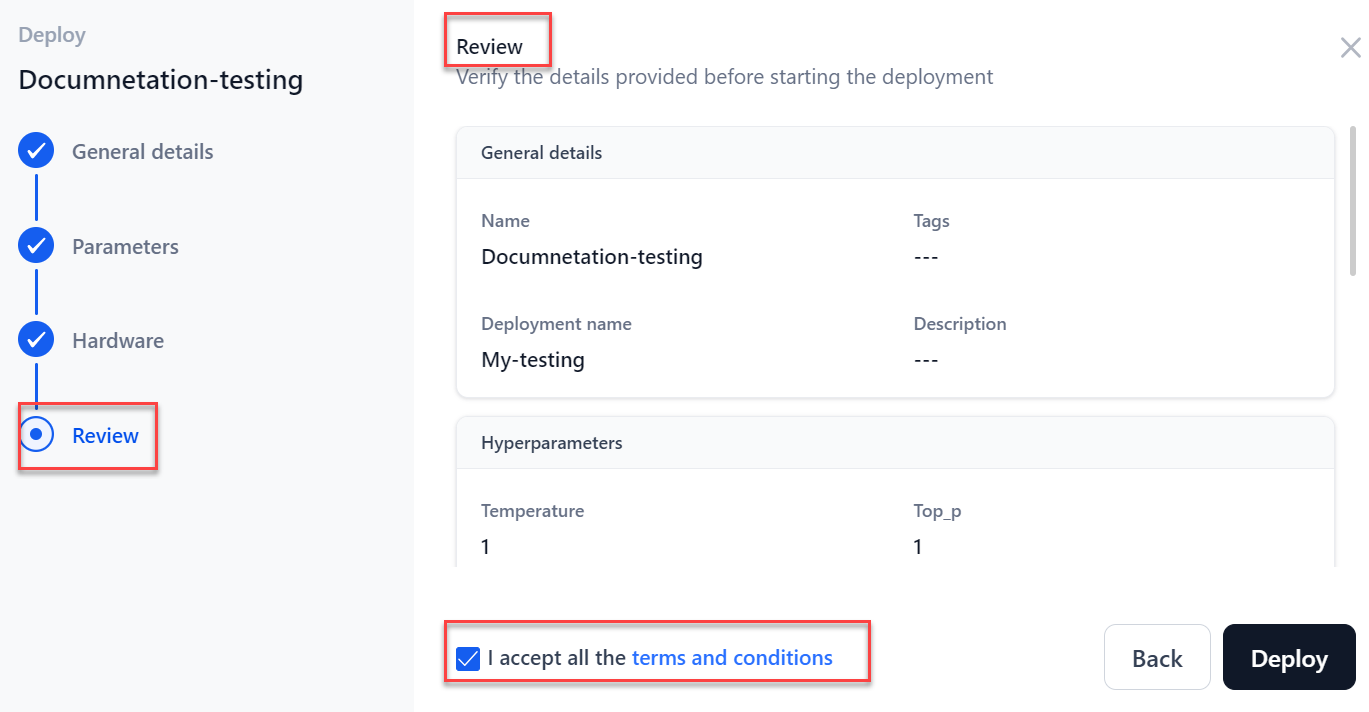 Deploy
Documnetation-testing
General details
Parameters
Hardware
Review
Review
Verify the details provided before starting the deployment
General details
Name
Tags
Documnetation-testing
---
Deployment name
Description
My-testing
---
Hyperparameters
Temperature
Top_p
1
1
I accept all the terms and conditions
Back
Deploy